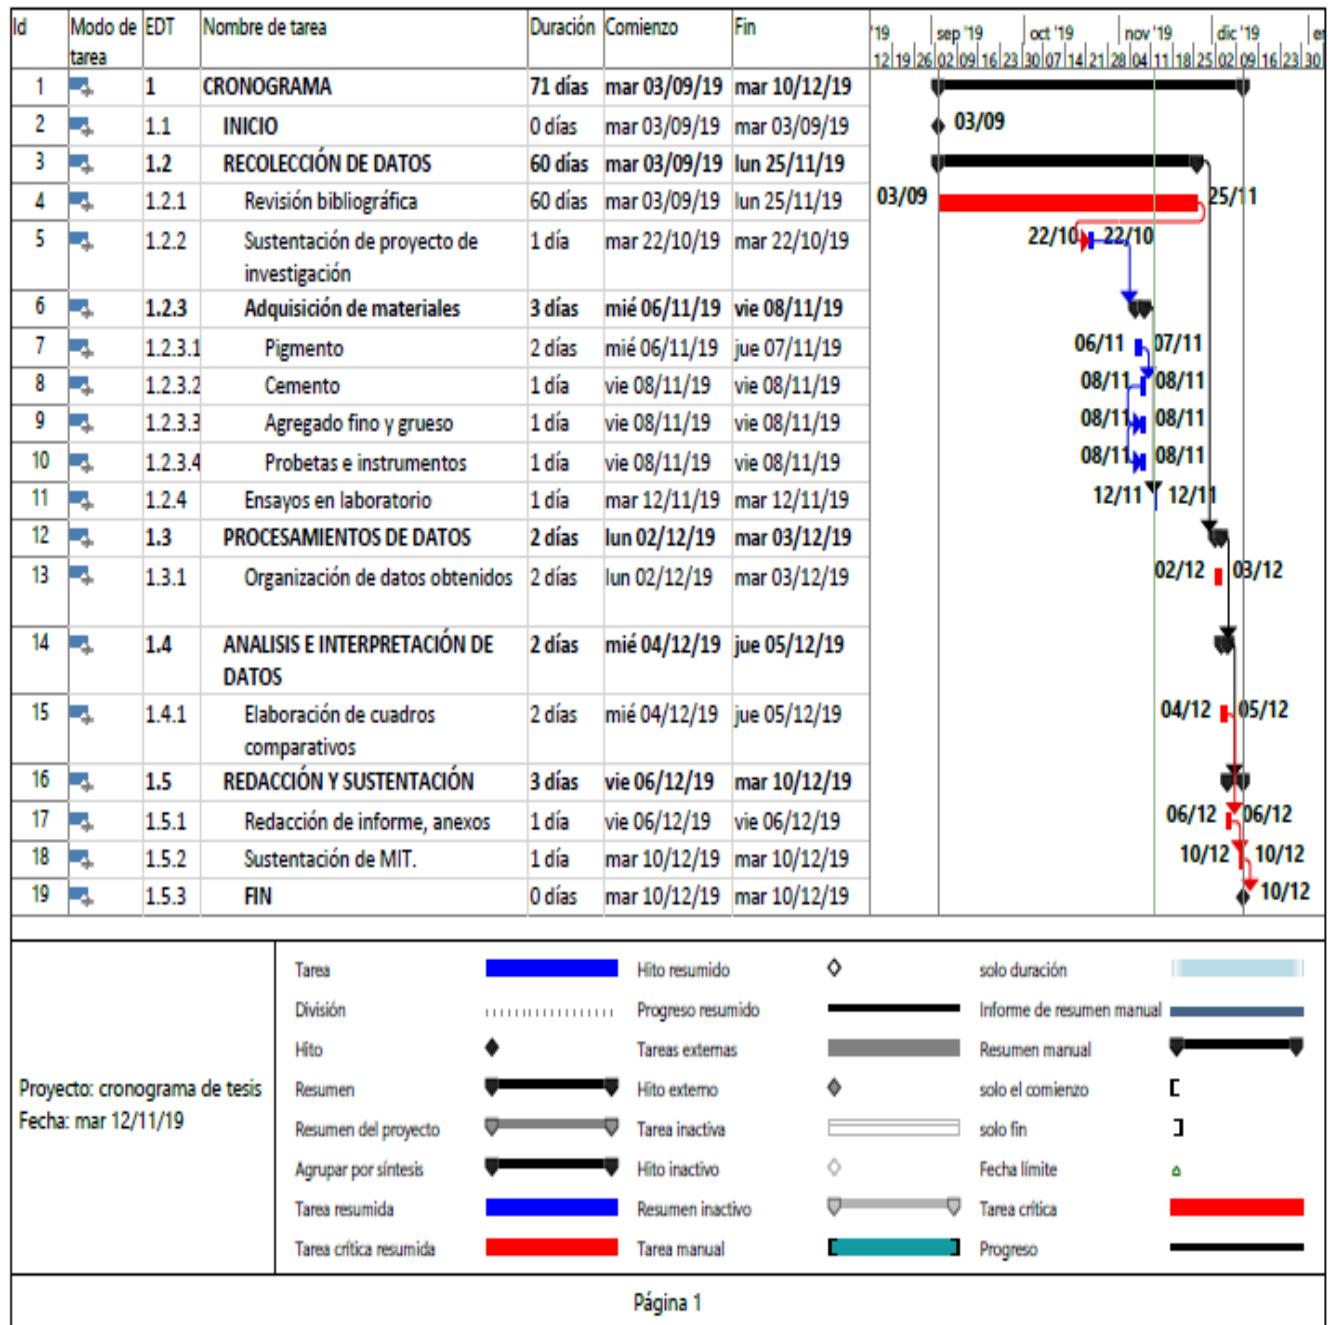 Id Modo de tarea EDT Nombre de tarea Duración Comienzo Fin
'19 sep '19 oct '19 nov '19 dic '19 er
12 19 26 02 09 16 23 30 07 14 21 28 04 11 18 25 02 09 16 23 30
1 1 CRONOGRAMA 71 días mar 03/09/19 mar 10/12/19
2 1.1 INICIO 0 días mar 03/09/19 mar 03/09/19 03/09
3 1.2 RECOLECCIÓN DE DATOS 60 días mar 03/09/19 lun 25/11/19
4 1.2.1 Revisión bibliográfica 60 días mar 03/09/19 lun 25/11/19 03/09 25/11
5 1.2.2 Sustentación de proyecto de investigación 1 día mar 22/10/19 mar 22/10/19 22/10 22/10
6 1.2.3 Adquisición de materiales 3 días mié 06/11/19 vie 08/11/19
7 1.2.3.1 Pigmento 2 días mié 06/11/19 jue 07/11/19 06/11 07/11
8 1.2.3.2 Cemento 1 día vie 08/11/19 vie 08/11/19 08/11 08/11
9 1.2.3.3 Agregado fino y grueso 1 día vie 08/11/19 vie 08/11/19 08/11 08/11
10 1.2.3.4 Probetas e instrumentos 1 día vie 08/11/19 vie 08/11/19 08/11 08/11
11 1.2.4 Ensayos en laboratorio 1 día mar 12/11/19 mar 12/11/19 12/11 12/11
12 1.3 PROCESAMIENTOS DE DATOS 2 días lun 02/12/19 mar 03/12/19
13 1.3.1 Organización de datos obtenidos 2 días lun 02/12/19 mar 03/12/19 02/12 03/12
14 1.4 ANALISIS E INTERPRETACIÓN DE DATOS 2 días mié 04/12/19 jue 05/12/19
15 1.4.1 Elaboración de cuadros comparativos 2 días mié 04/12/19 jue 05/12/19 04/12 05/12
16 1.5 REDACCIÓN Y SUSTENTACIÓN 3 días vie 06/12/19 mar 10/12/19
17 1.5.1 Redacción de informe, anexos 1 día vie 06/12/19 vie 06/12/19 06/12 06/12
18 1.5.2 Sustentación de MIT. 1 día mar 10/12/19 mar 10/12/19 10/12 10/12
19 1.5.3 FIN 0 días mar 10/12/19 mar 10/12/19 10/12
Proyecto: cronograma de tesis
Fecha: mar 12/11/19
Tarea Hito resumido solo duración
División Progreso resumido Informe de resumen manual
Hito Tareas externas Resumen manual
Resumen Hito externo solo el comienzo
Resumen del proyecto Tarea inactiva solo fin
Agrupar por síntesis Hito inactivo Fecha límite
Tarea resumida Resumen inactivo Tarea crítica
Tarea crítica resumida Tarea manual Progreso
Página 1